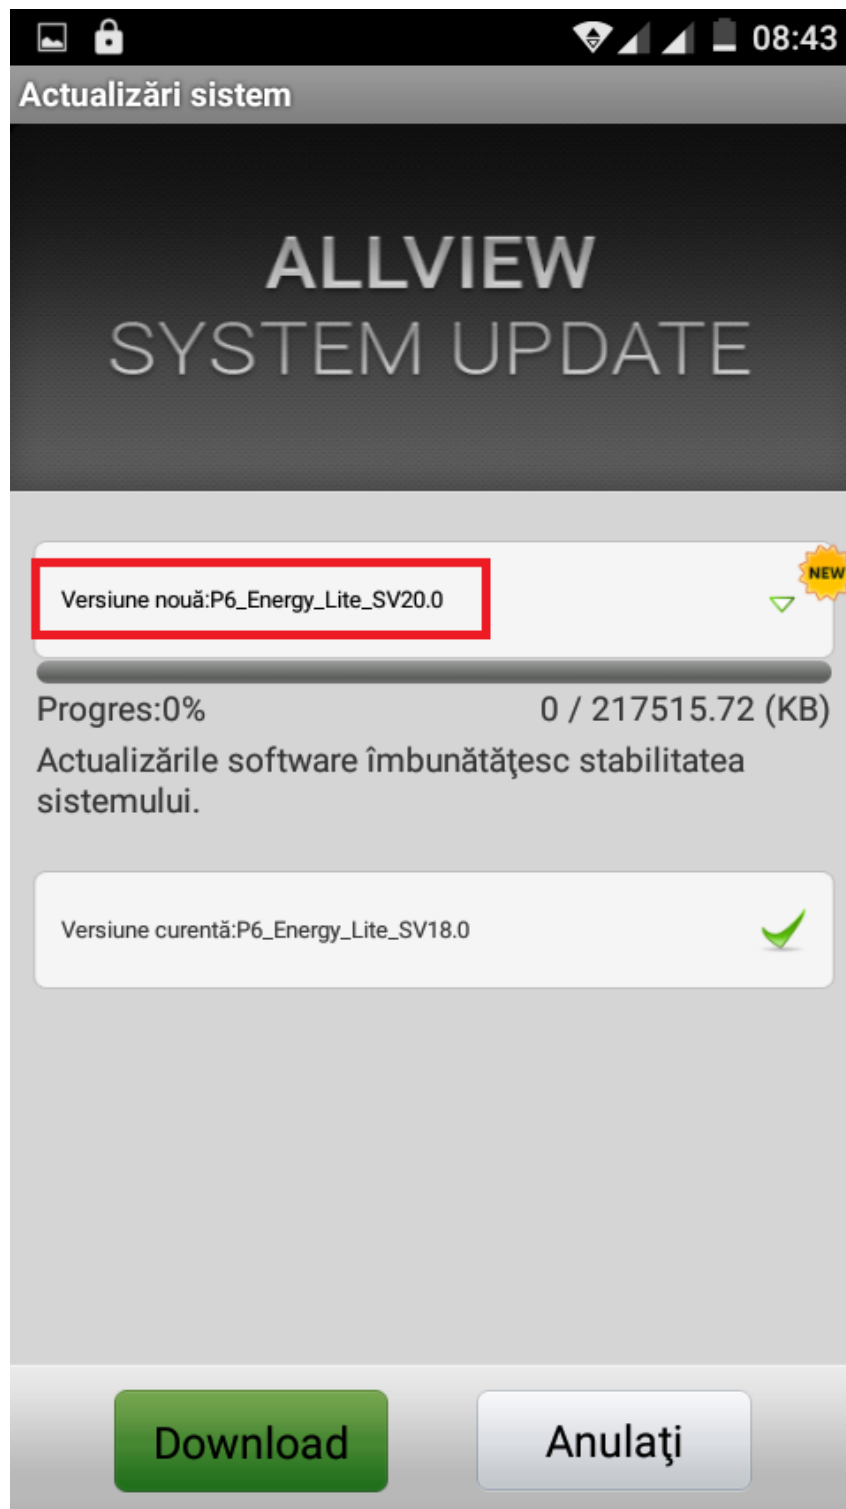 08:43
Actualizări sistem
ALLVIEW
SYSTEM UPDATE
NEW
Versiune nouă:P6_Energy_Lite_SV20.0
Progres:0% 0 / 217515.72 (KB)
Actualizările software îmbunătăţesc stabilitatea
sistemului.
Versiune curentă:P6_Energy_Lite_SV18.0
Download Anulaţi